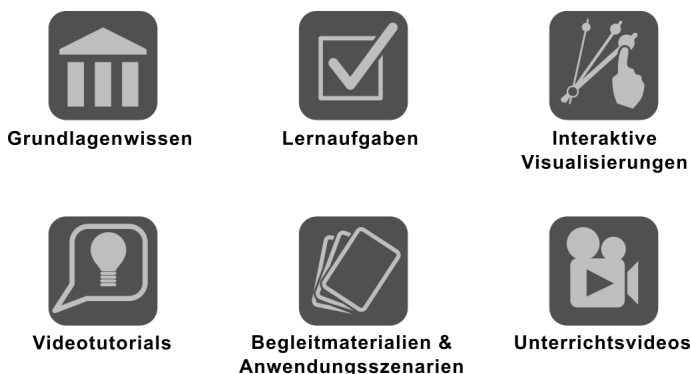 Grundlagenwissen
Lernaufgaben
Interaktive
Visualisierungen
Videotutorials
Begleitmaterialien &
Anwendungsszenarien
Unterrichtsvideos